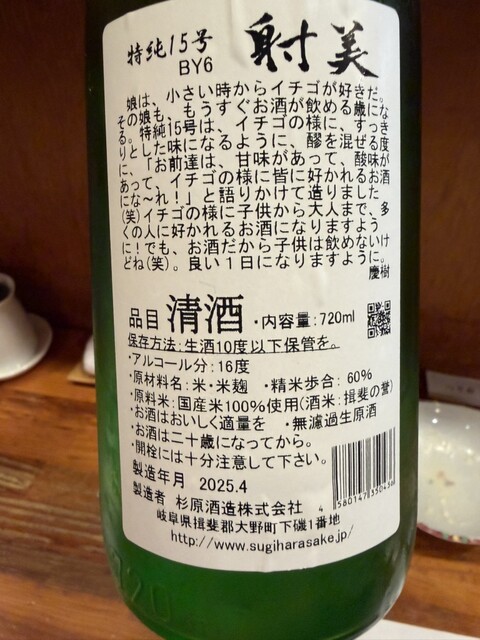 特純15号
BY6
射美
娘は、小さい時からイチゴが好きだ。
の娘も、もうすぐお酒が飲める歳にな
そる。特純15号は、イチゴの様に、すっき
りとした味になるように、醪を混ぜる度
に、「お前達は、甘味があって、酸味が
あって、イチゴの様に皆に好かれるお酒
にな〜れ！」と語りかけて造りました
(笑)イチゴの様に子供から大人まで、多
くの人に好かれるお酒になりますよう
に！でも、お酒だから子供は飲めないけ
どね(笑)。良い１日になりますように。
慶樹
品目 清酒 ・内容量:720ml
保存方法:生酒10度以下保管を。
・アルコール分:16度
・原材料名:米・米麹 ・精米歩合: 60%
・原料米:国産米100%使用(酒米:揖斐の誉)
・お酒はおいしく適量を ・無濾過生原酒
・お酒は二十歳になってから。
・開栓には十分注意して下さい。
製造年月 2025.4
製造者 杉原酒造株式会社
岐阜県揖斐郡大野町下磯1番地
http://www.sugiharasake.jp/
720